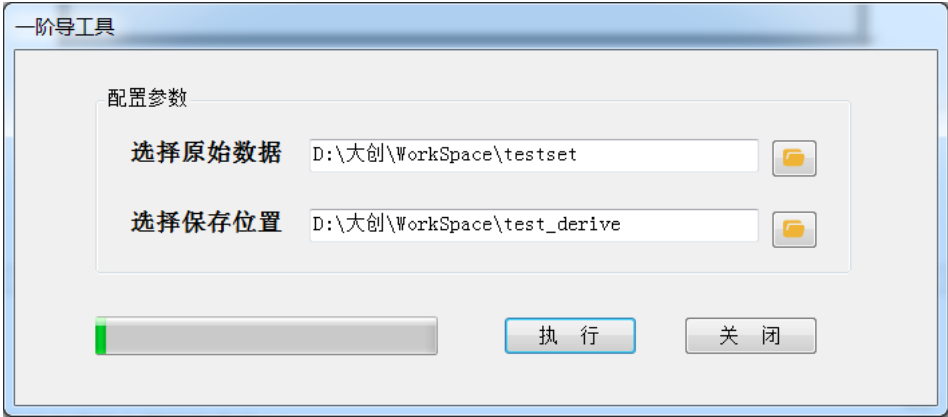 一阶导工具
配置参数
选择原始数据 D:\大创\WorkSpace\testset
选择保存位置 D:\大创\WorkSpace\test_derive
执 行 关 闭